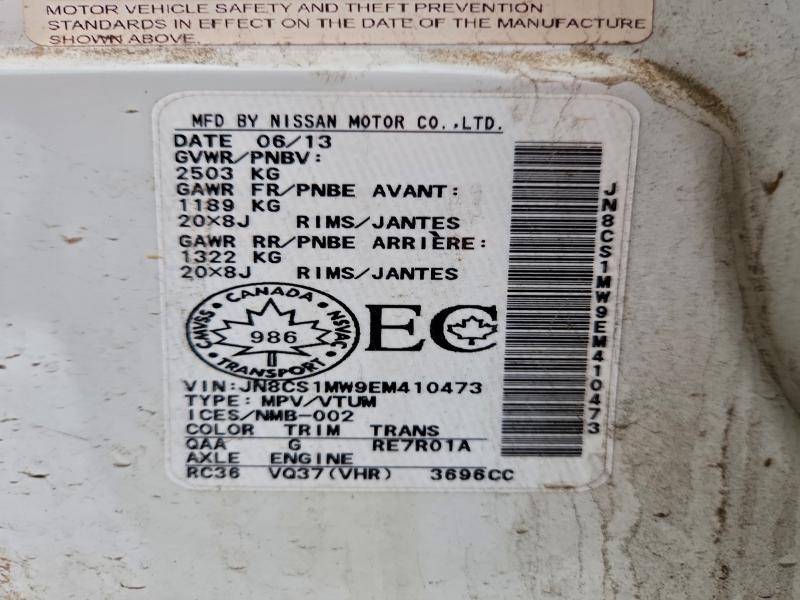 MOTOR VEHICLE SAFETY AND THEFT PREVENTION
STANDARDS IN EFFECT ON THE DATE OF THE MANUFACTURE
SHOWN ABOVE.
MFD BY NISSAN MOTOR CO.,LTD.
DATE 06/13
GVWR/PNBV:
2503 KG
GAWR FR/PNBE AVANT:
1189 KG
20×8J RIMS/JANTES
GAWR RR/PNBE ARRIÈRE:
1322 KG
20×8J RIMS/JANTES
CANADA
CMVSS 986 NSVAC
TRANSPORT
EC
VIN:JN8CS1MW9EM410473
TYPE: MPV/VTUM
ICES/NMB-002
COLOR TRIM TRANS
QAA G RE7R01A
AXLE ENGINE
RC36 VQ37(VHR) 3696CC
JN8CS1MW9EM410473